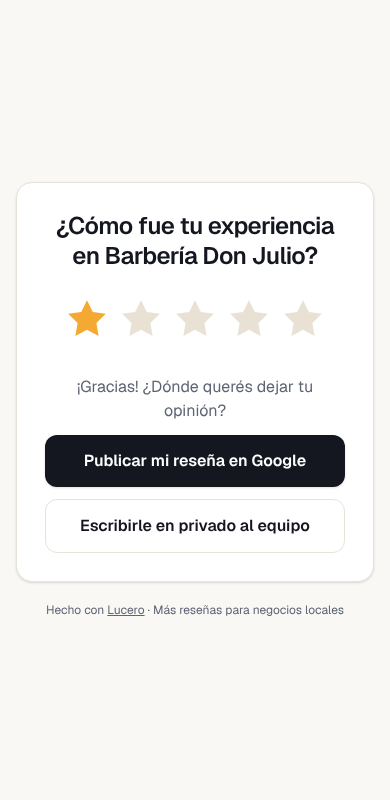 ¿Cómo fue tu experiencia
en Barbería Don Julio?
¡Gracias! ¿Dónde querés dejar tu
opinión?
Publicar mi reseña en Google
Escribirle en privado al equipo
Hecho con Lucero · Más reseñas para negocios locales